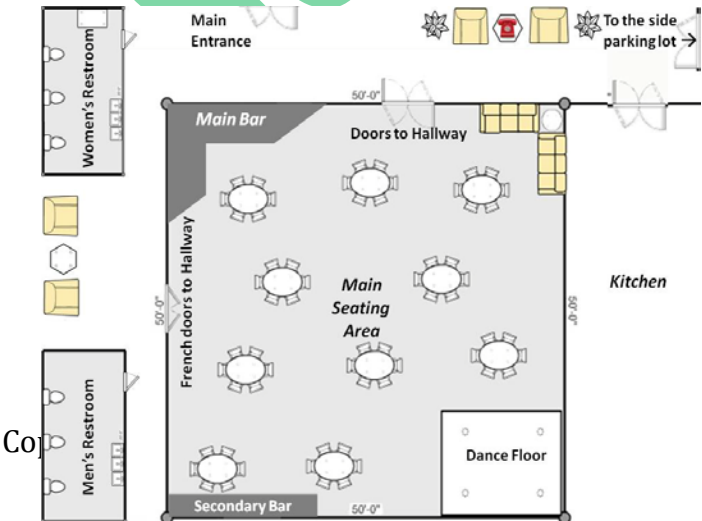 Main
Entrance
To the side
parking lot →
Women's Restroom
50'-0"
Main Bar
Doors to Hallway
French doors to Hallway
50'-0"
Main
Seating
Area
Kitchen
50'-0"
Men's Restroom
Cop
Dance Floor
Secondary Bar
50'-0"